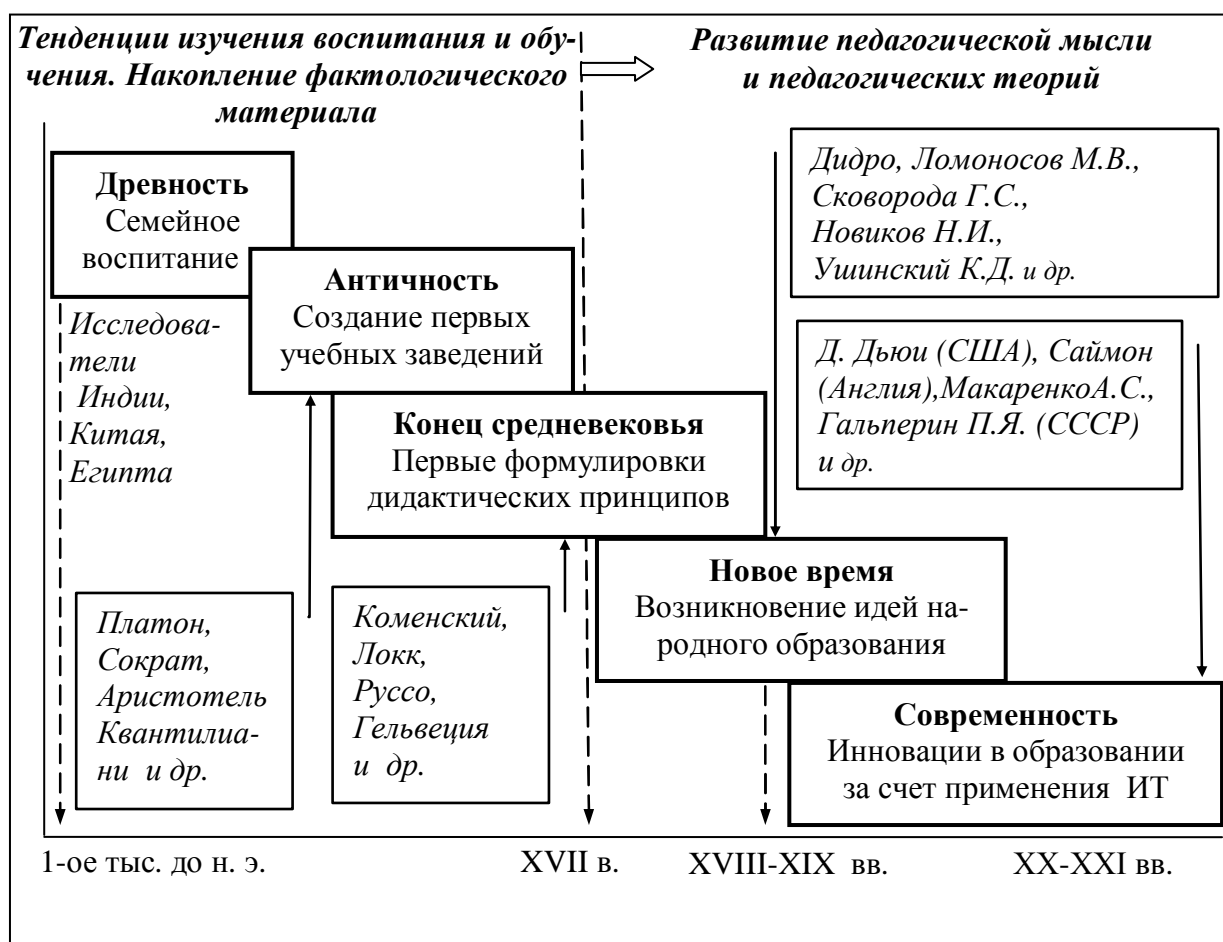 Тенденции изучения воспитания и обу-
чения. Накопление фактологического
материала
Развитие педагогической мысли
и педагогических теорий
Древность
Семейное
воспитание
Исследова-
тели
Индии,
Китая,
Египта
Античность
Создание первых
учебных заведений
Платон,
Сократ,
Аристотель
Квантилиа-
ни и др.
Конец средневековья
Первые формулировки
дидактических принципов
Коменский,
Локк,
Руссо,
Гельвеция
и др.
Дидро, Ломоносов М.В.,
Сковорода Г.С.,
Новиков Н.И.,
Ушинский К.Д. и др.
Новое время
Возникновение идей на-
родного образования
Д. Дьюи (США), Саймон
(Англия),МакаренкоА.С.,
Гальперин П.Я. (СССР)
и др.
Современность
Инновации в образовании
за счет применения ИТ
1-ое тыс. до н. э.
XVII в.
XVIII-XIX вв.
XX-XXI вв.